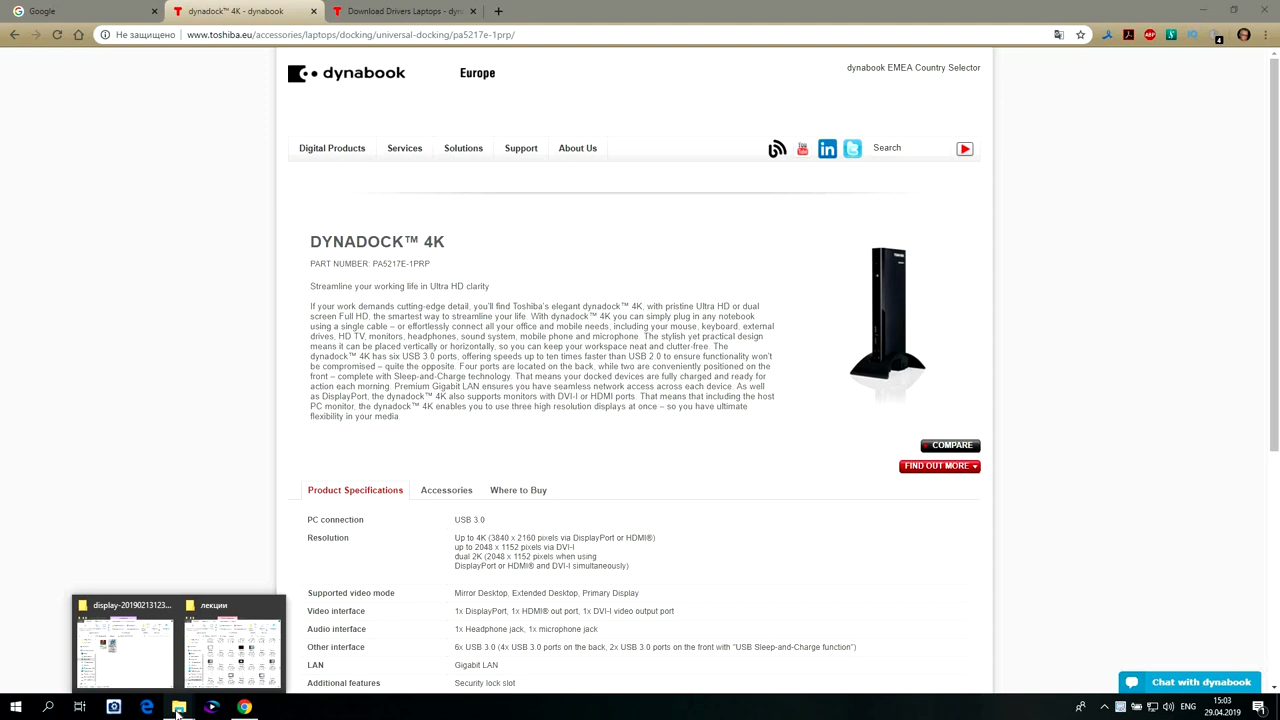 Google
DYNADOCK™ 4K - dynabook
Download Drivers Laptops - dynab
Не защищено
www.toshiba.eu/accessories/laptops/docking/universal-docking/pa5217e-1prp/
ABP
4
dynabook
Europe
dynabook EMEA Country Selector
Digital Products
Services
Solutions
Support
About Us
Search
DYNADOCK™ 4K
PART NUMBER: PA5217E-1PRP
Streamline your working life in Ultra HD clarity
If your work demands cutting-edge detail, you'll find Toshiba's elegant dynadock™ 4K, with pristine Ultra HD or dual
screen Full HD, the smartest way to streamline your life. With dynadock™ 4K you can simply plug in any notebook
using a single cable – or effortlessly connect all your office and mobile needs, including your mouse, keyboard, external
drives, HD TV, monitors, headphones, sound system, mobile phone and microphone. The stylish yet practical design
means it can be placed vertically or horizontally, so you can keep your workspace neat and clutter-free. The
dynadock™ 4K has six USB 3.0 ports, offering speeds up to ten times faster than USB 2.0 to ensure functionality won't
be compromised – quite the opposite. Four ports are located on the back, while two are conveniently positioned on the
front – complete with Sleep-and-Charge technology. That means your docked devices are fully charged and ready for
action each morning. Premium Gigabit LAN ensures you have seamless network access across each device. As well
as DisplayPort, the dynadock™ 4K also supports monitors with DVI-I or HDMI ports. That means that including the host
PC monitor, the dynadock™ 4K enables you to use three high resolution displays at once – so you have ultimate
flexibility in your media.
COMPARE
FIND OUT MORE
Product Specifications
Accessories
Where to Buy
PC connection
USB 3.0
Resolution
Up to 4K (3840 x 2160 pixels via DisplayPort or HDMI®)
up to 2048 x 1152 pixels via DVI-I
dual 2K (2048 x 1152 pixels when using
DisplayPort or HDMI® and DVI-I simultaneously)
Supported video mode
Mirror Desktop, Extended Desktop, Primary Display
Video interface
1x DisplayPort, 1x HDMI® out port, 1x DVI-I video output port
Audio interface
1x Headphone jack, 1x microphone jack
Other interface
6x USB 3.0 (4x USB 3.0 ports on the back, 2x USB 3.0 ports on the front with "USB Sleep-and-Charge function")
LAN
Gigabit LAN
Additional features
Security lock slot
display-20190213123...
лекции
Chat with dynabook
ENG
15:03
29.04.2019